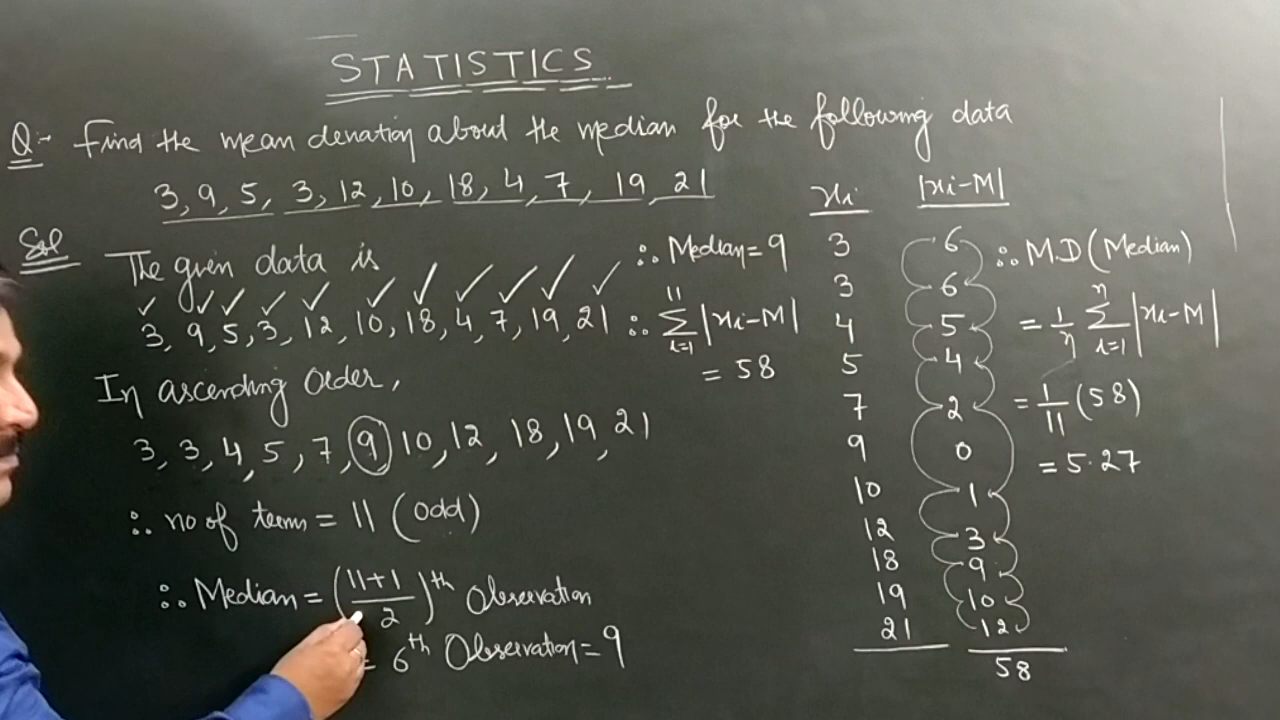 STATISTICS
Q:- Find the mean deviation about the median for the following data
3, 9, 5, 3, 12, 10, 18, 4, 7, 19, 21
Sol
The given data is
3, 9, 5, 3, 12, 10, 18, 4, 7, 19, 21
In ascending order,
3, 3, 4, 5, 7, 9, 10, 12, 18, 19, 21
∴ no of term = 11 (odd)
∴ Median = (11+1/2)th Observation
= 6th Observation = 9
∴ Median = 9
∴ 11∑i=1 |xi-M|
= 58
xi |xi-M|
3 6
3 6
4 5
5 4
7 2
9 0
10 1
12 3
18 9
19 10
21 12
58
∴ M.D (Median)
= 1/n n∑i=1 |xi-M|
= 1/11 (58)
= 5.27